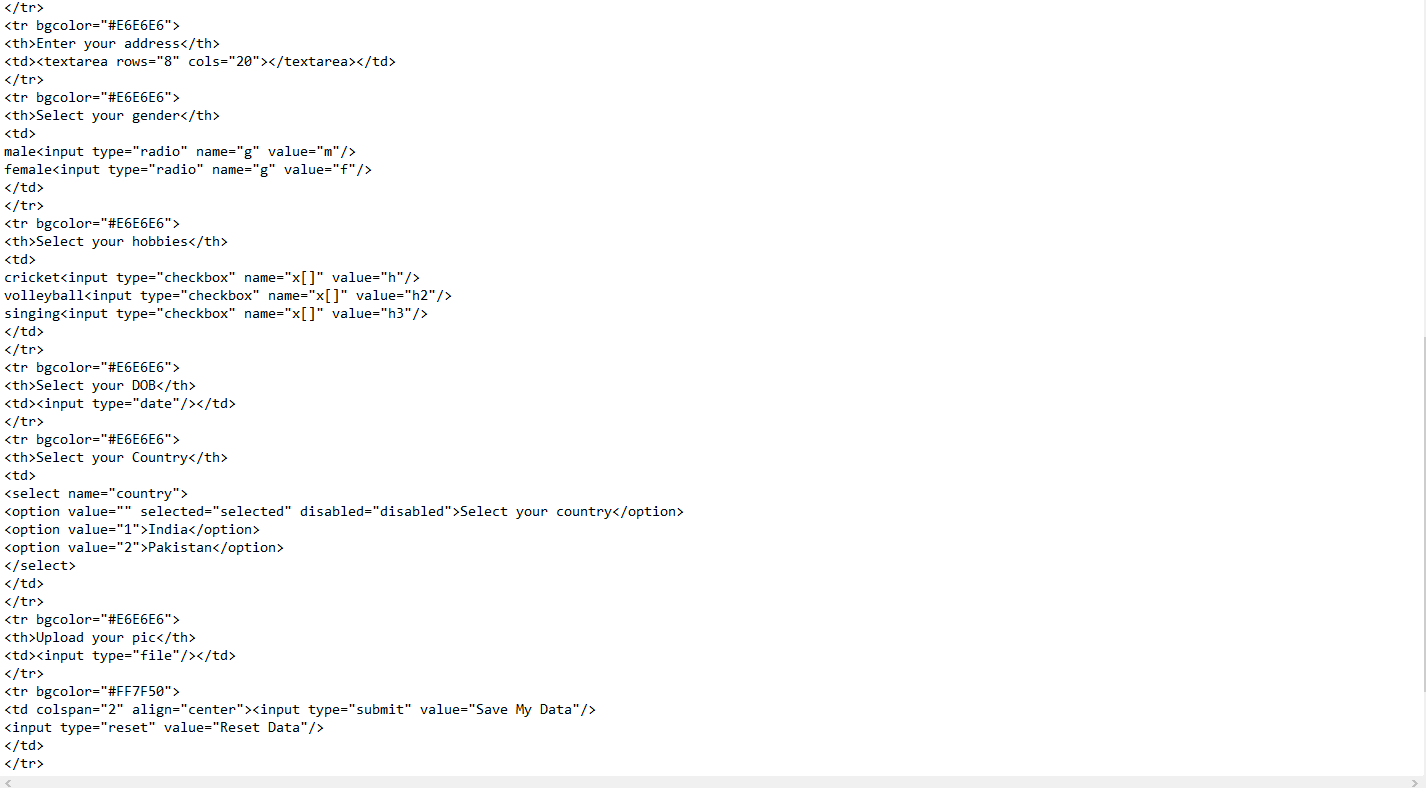 </tr>
<tr bgcolor="#E6E6E6">
<th>Enter your address</th>
<td><textarea rows="8" cols="20"></textarea></td>
</tr>
<tr bgcolor="#E6E6E6">
<th>Select your gender</th>
<td>
male<input type="radio" name="g" value="m"/>
female<input type="radio" name="g" value="f"/>
</td>
</tr>
<tr bgcolor="#E6E6E6">
<th>Select your hobbies</th>
<td>
cricket<input type="checkbox" name="x[]" value="h"/>
volleyball<input type="checkbox" name="x[]" value="h2"/>
singing<input type="checkbox" name="x[]" value="h3"/>
</td>
</tr>
<tr bgcolor="#E6E6E6">
<th>Select your DOB</th>
<td><input type="date"/></td>
</tr>
<tr bgcolor="#E6E6E6">
<th>Select your Country</th>
<td>
<select name="country">
<option value="" selected="selected" disabled="disabled">Select your country</option>
<option value="1">India</option>
<option value="2">Pakistan</option>
</select>
</td>
</tr>
<tr bgcolor="#E6E6E6">
<th>Upload your pic</th>
<td><input type="file"/></td>
</tr>
<tr bgcolor="#FF7F50">
<td colspan="2" align="center"><input type="submit" value="Save My Data"/>
<input type="reset" value="Reset Data"/>
</td>
</tr>